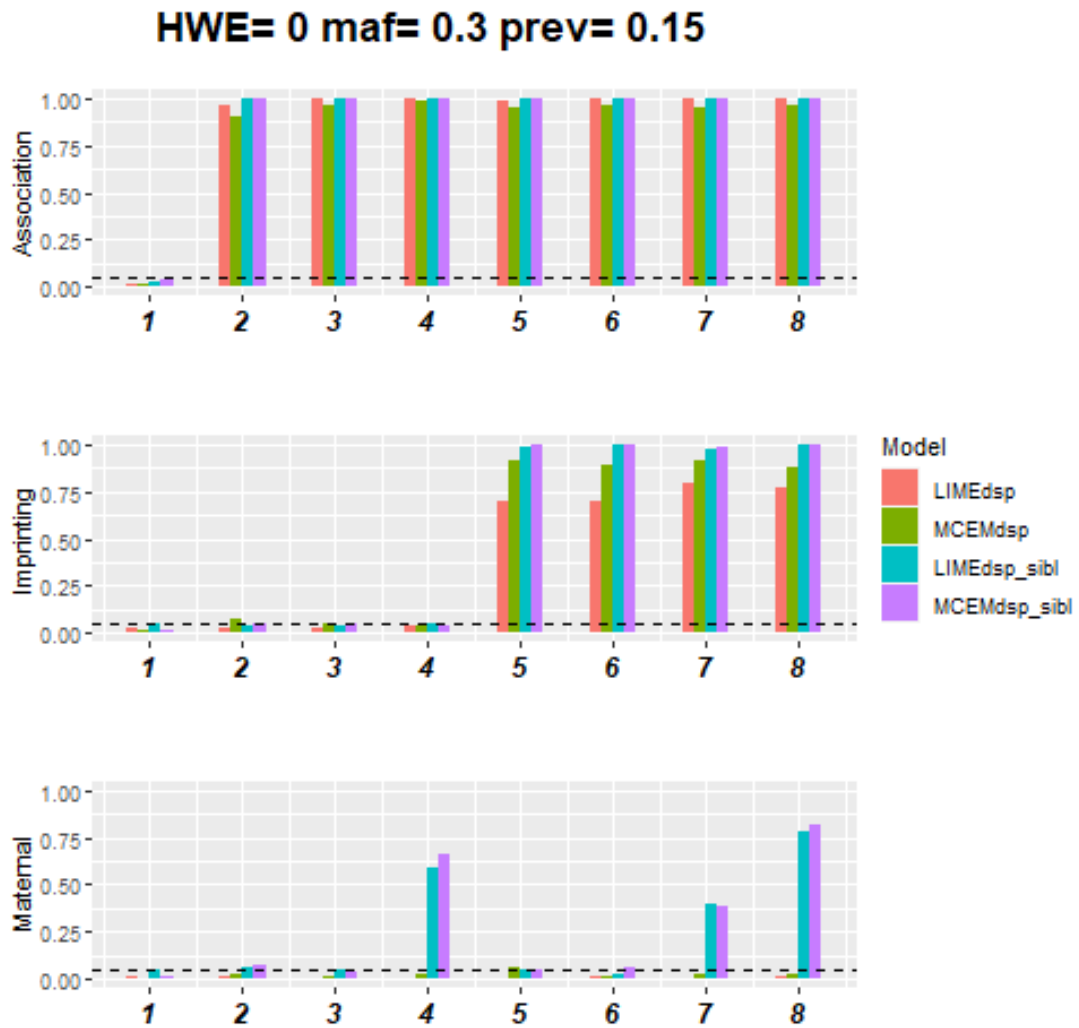 HWE= 0 maf= 0.3 prev= 0.15
Association
1.00
0.75
0.50
0.25
0.00
1 2 3 4 5 6 7 8
Imprinting
1.00
0.75
0.50
0.25
0.00
1 2 3 4 5 6 7 8
Model
LIMEdsp
MCEMdsp
LIMEdsp_sibl
MCEMdsp_sibl
Maternal
1.00
0.75
0.50
0.25
0.00
1 2 3 4 5 6 7 8